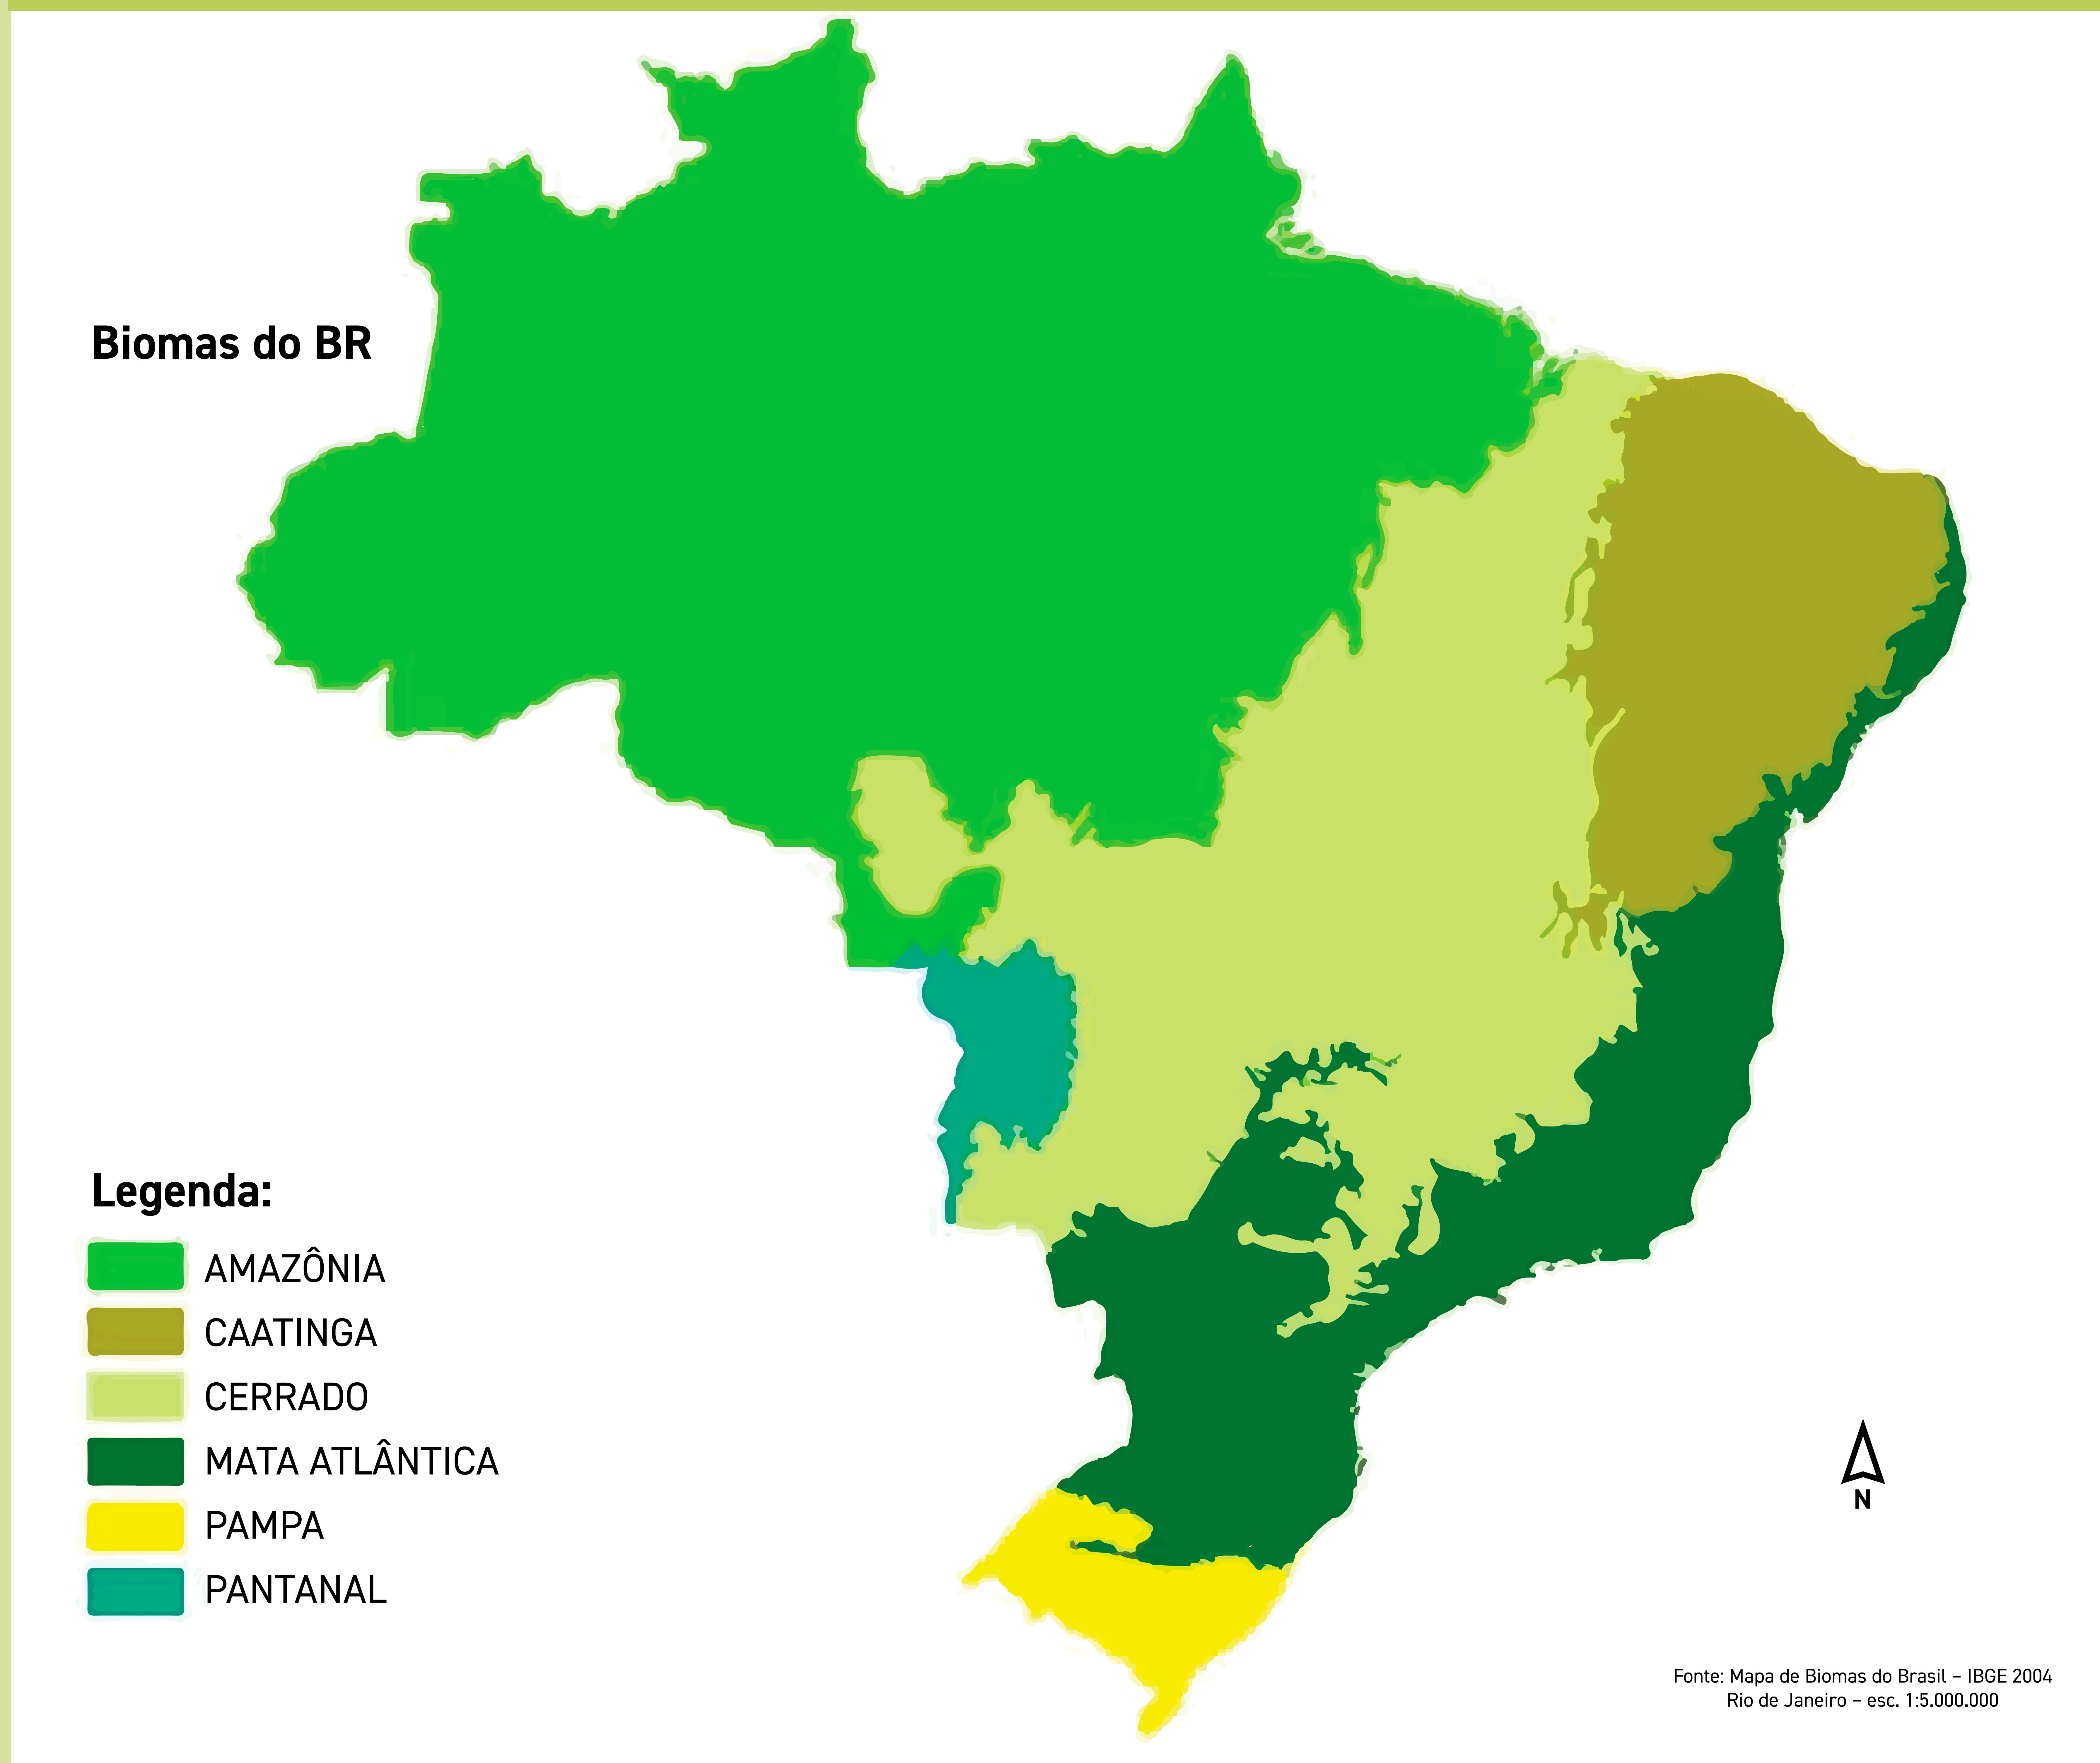 Biomas do BR
Legenda:
AMAZÔNIA
CAATINGA
CERRADO
MATA ATLÂNTICA
PAMPA
PANTANAL
N
Fonte: Mapa de Biomas do Brasil – IBGE 2004
Rio de Janeiro – esc. 1:5.000.000